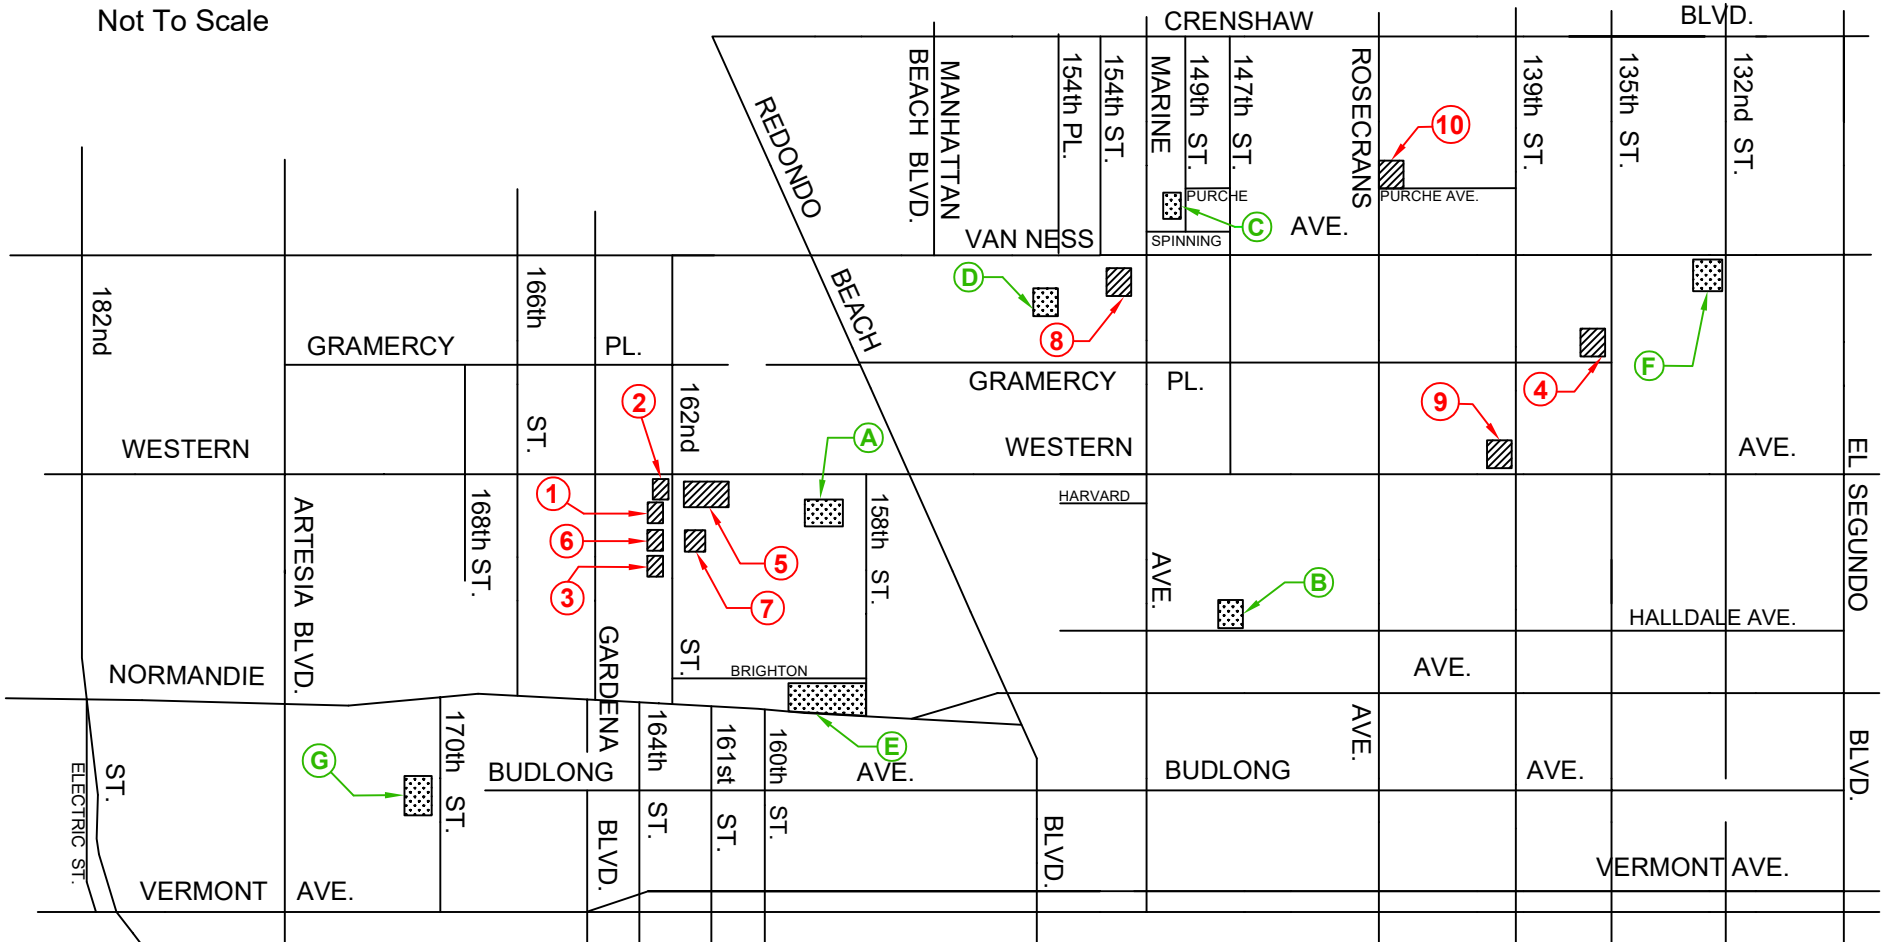 Not To Scale
CRENSHAW
BLVD.
REDONDO
BEACH
BLVD.
MANHATTAN
BEACH BLVD.
154th PL.
154th ST.
MARINE
AVE.
149th ST.
147th ST.
ROSECRANS
AVE.
139th ST.
135th ST.
132nd ST.
10
PURCHE
PURCHE AVE.
C
SPINNING
VAN NESS
AVE.
182nd
ST.
166th
ST.
D
8
F
4
9
GRAMERCY
PL.
GRAMERCY
PL.
2
162nd
ST.
A
WESTERN
WESTERN
AVE.
EL SEGUNDO
BLVD.
1
6
3
5
7
HARVARD
ARTESIA BLVD.
168th ST.
158th ST.
B
HALLDALE AVE.
GARDENA
BLVD.
NORMANDIE
AVE.
BRIGHTON
E
G
170th ST.
164th
ST.
161st
ST.
160th
ST.
BUDLONG
AVE.
BUDLONG
AVE.
ELECTRIC ST.
VERMONT AVE.
VERMONT AVE.